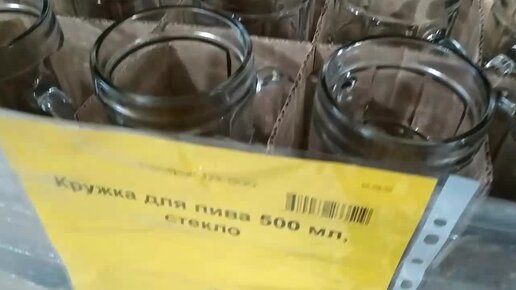 Кружка для пива 500 мл,
стекло